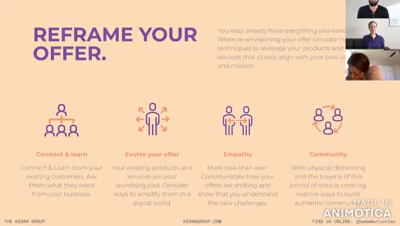 REFRAME YOUR
OFFER.
You may already have everything you need
When re-envisioning your offer consider
techniques to leverage your products and
services that closely align with your
and mission.
Connect & learn
Connect & Learn from your
existing customers. Ask
them what they need
from your business.
Evolve your offer
Your existing products and
services are your
launching pad. Consider
ways to amplify them in a
digital world
Empathy
More now then ever!
Communicate how your
offers are shifting and
show that you understand
the new challenges.
Community
With physical distancing
and the trauma of this
period of crisis is creating,
explore ways to build
authentic
MADE IN
ANIMOTICA
THE KEDAR GROUP
KEDARGROUP.COM
FIND US ONLINE: